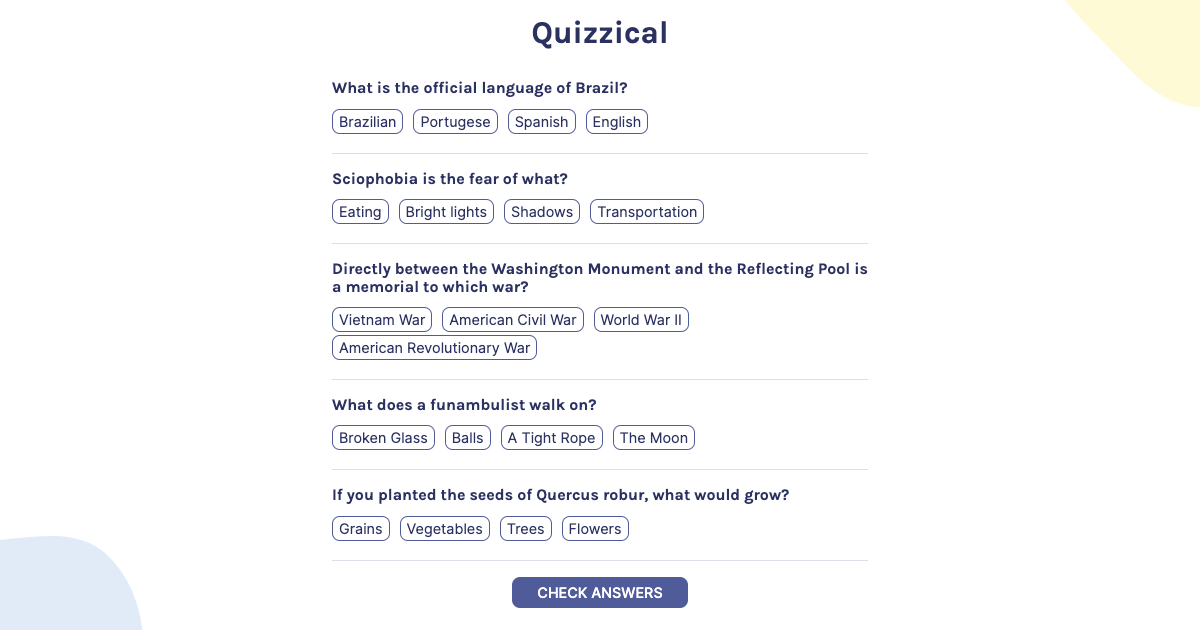 Quizzical
What is the official language of Brazil?
Brazilian Portugese Spanish English
Sciophobia is the fear of what?
Eating Bright lights Shadows Transportation
Directly between the Washington Monument and the Reflecting Pool is
a memorial to which war?
Vietnam War American Civil War World War II
American Revolutionary War
What does a funambulist walk on?
Broken Glass Balls A Tight Rope The Moon
If you planted the seeds of Quercus robur, what would grow?
Grains Vegetables Trees Flowers
CHECK ANSWERS